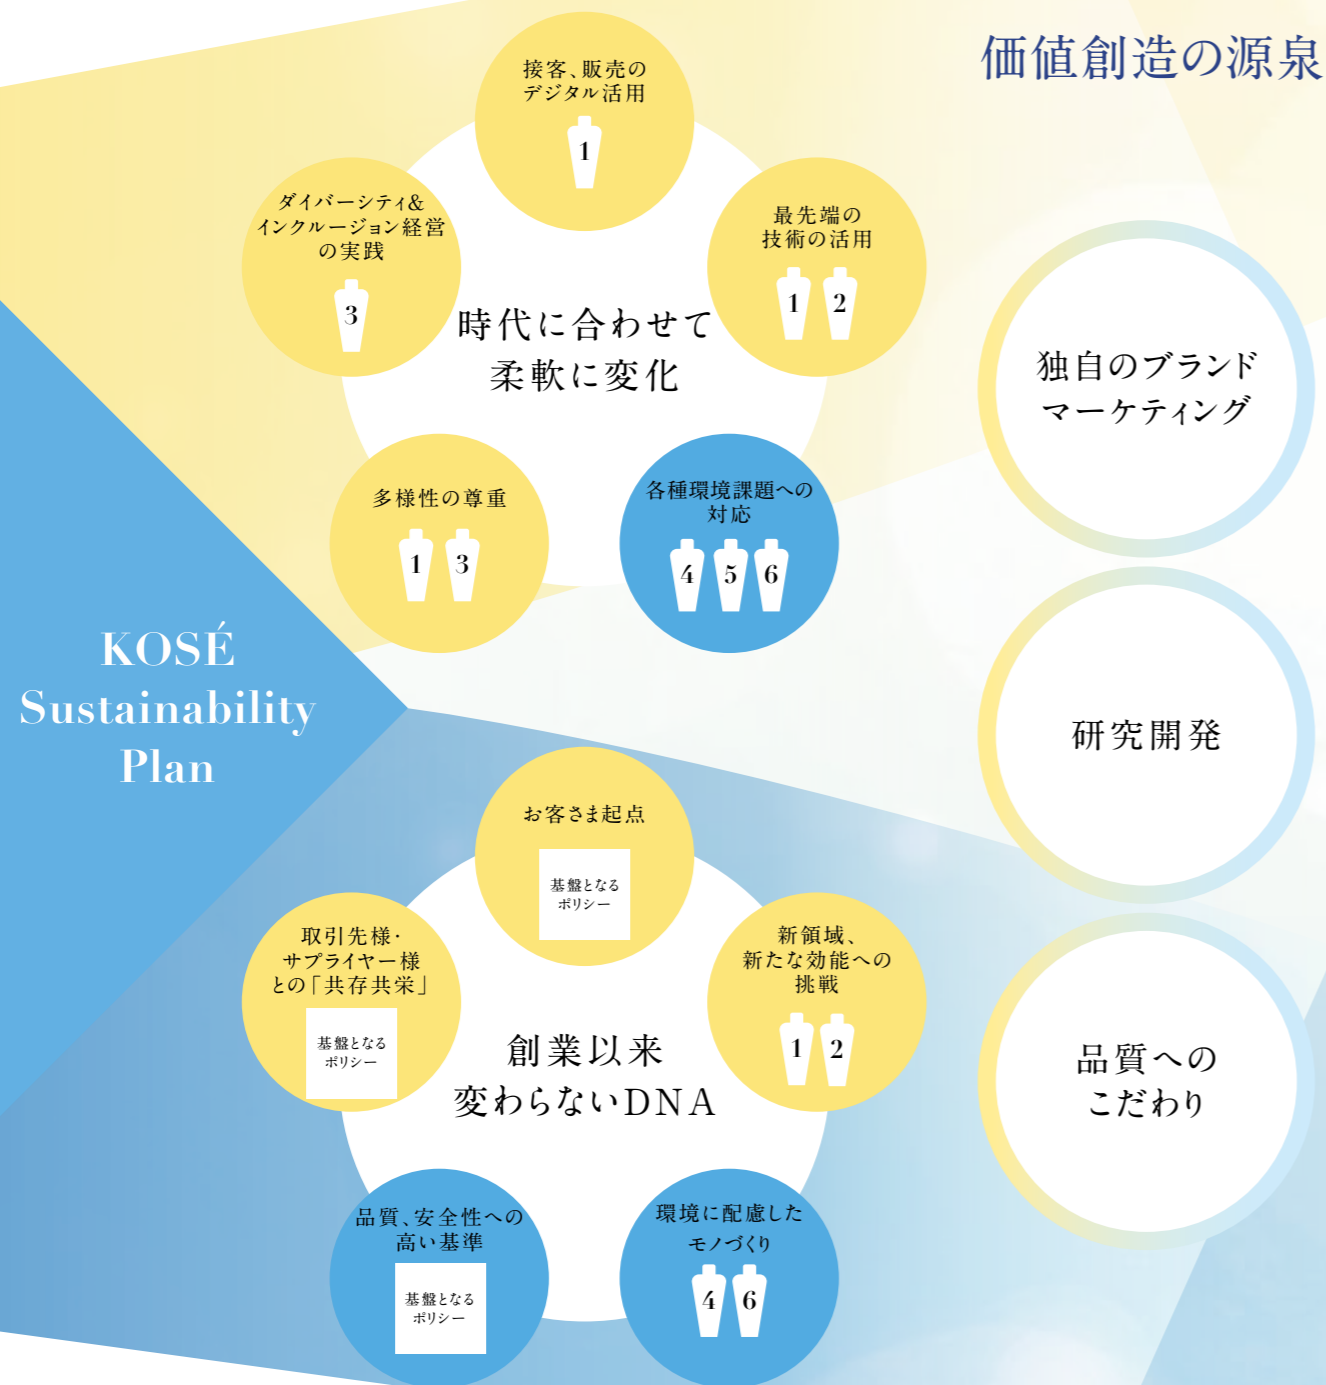 価値創造の源泉
接客、販売の
デジタル活用
1
ダイバーシティ&
インクルージョン経営
の実践
3
最先端の
技術の活用
1 2
時代に合わせて
柔軟に変化
多様性の尊重
1 3
各種環境課題への
対応
4 5 6
KOSÉ
Sustainability
Plan
お客さま起点
基盤となる
ポリシー
取引先様・
サプライヤー様
との「共存共栄」
基盤となる
ポリシー
新領域、
新たな効能への
挑戦
1 2
創業以来
変わらないDNA
品質、安全性への
高い基準
基盤となる
ポリシー
環境に配慮した
モノづくり
4 6
独自のブランド
マーケティング
研究開発
品質への
こだわり